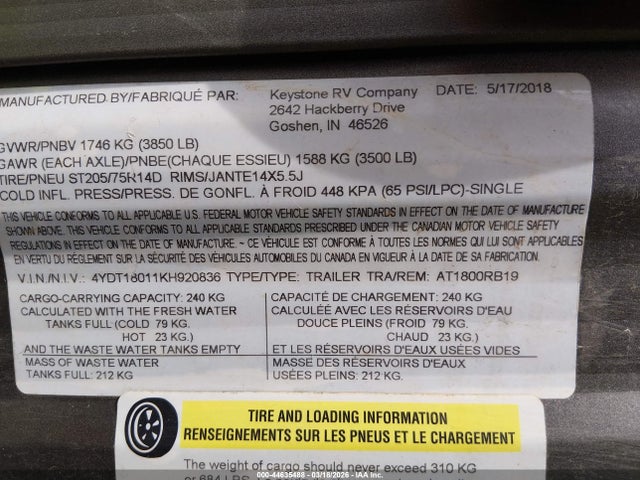 MANUFACTURED BY/FABRIQUÉ PAR: Keystone RV Company DATE: 5/17/2018
2642 Hackberry Drive
Goshen, IN 46526
GVWR/PNBV 1746 KG (3850 LB)
GAWR (EACH AXLE)/PNBE(CHAQUE ESSIEU) 1588 KG (3500 LB)
TIRE/PNEU ST205/75R14D RIMS/JANTE14X5.5J
COLD INFL. PRESS/PRESS. DE GONFL. À FROID 448 KPA (65 PSI/LPC)-SINGLE
THIS VEHICLE CONFORMS TO ALL APPLICABLE U.S. FEDERAL MOTOR VEHICLE SAFETY STANDARDS IN EFFECT ON THE DATE OF MANUFACTURE
SHOWN ABOVE. THIS VEHICLE CONFORMS TO ALL APPLICABLE STANDARDS PRESCRIBED UNDER THE CANADIAN MOTOR VEHICLE SAFETY
REGULATIONS IN EFFECT ON THE DATE OF MANUFACTURE ~ CE VÉHICULE EST CONFORME À TOUTES LES NORMES QUI LUI SONT APPLICABLES
EN VERTU DU RÈGLEMENT SUR LA SÉCURITÉ DES VÉHICULES AUTOMOBILES DU CANADA EN VIGUEUR À LA DATE DE SA FABRICATION
V.I.N./N.I.V.: 4YDT18011KH920836 TYPE/TYPE: TRAILER TRA/REM: AT1800RB19
CARGO-CARRYING CAPACITY: 240 KG
CALCULATED WITH THE FRESH WATER
TANKS FULL (COLD 79 KG.
HOT 23 KG.)
AND THE WASTE WATER TANKS EMPTY
MASS OF WASTE WATER
TANKS FULL: 212 KG
CAPACITÉ DE CHARGEMENT: 240 KG
CALCULÉE AVEC LES RÉSERVOIRS D'EAU
DOUCE PLEINS (FROID 79 KG.
CHAUD 23 KG.)
ET LES RÉSERVOIRS D'EAU USÉES VIDES
MASSE DES RÉSERVOIRS D'EAU
USÉES PLEINS: 212 KG.
TIRE AND LOADING INFORMATION
RENSEIGNEMENTS SUR LES PNEUS ET LE CHARGEMENT
The weight of cargo should never exceed 310 KG
or 684 LBS
000-44635488 - 03/18/2026 - © IAA Holdings, LLC